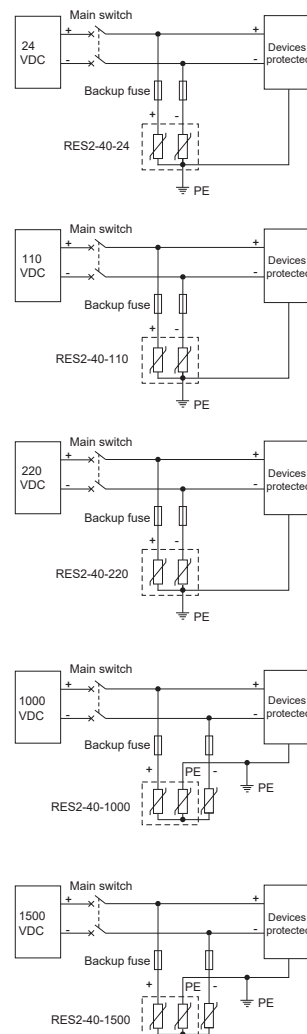 Main switch
24
VDC
+
-
+
-
Devices
protected
Backup fuse
+ -
RES2-40-24
PE
Main switch
110
VDC
+
-
+
-
Devices
protected
Backup fuse
+ -
RES2-40-110
PE
Main switch
220
VDC
+
-
+
-
Devices
protected
Backup fuse
+ -
RES2-40-220
PE
Main switch
1000
VDC
+
-
+
-
Devices
protected
Backup fuse
+ PE -
PE
RES2-40-1000
Main switch
1500
VDC
+
-
+
-
Devices
protected
Backup fuse
+ PE -
PE
RES2-40-1500